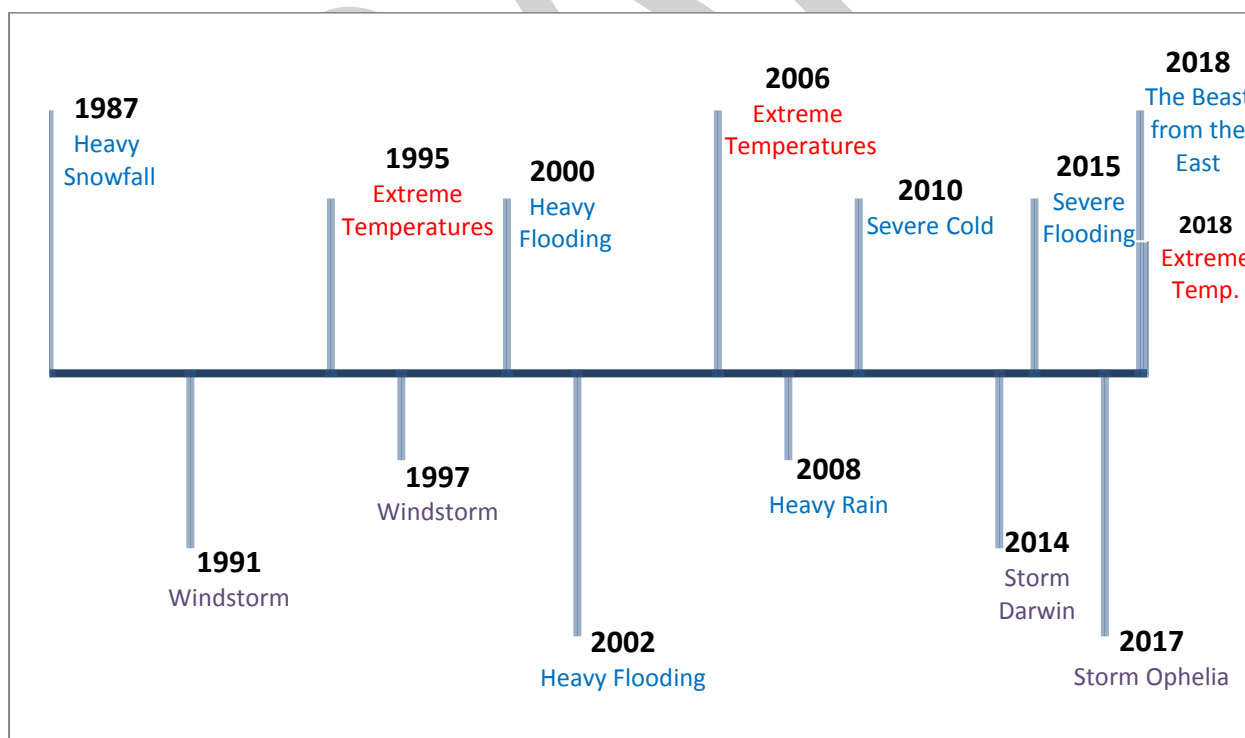 1987
Heavy
Snowfall
1991
Windstorm
1995
Extreme
Temperatures
1997
Windstorm
2000
Heavy
Flooding
2002
Heavy Flooding
2006
Extreme
Temperatures
2008
Heavy Rain
2010
Severe Cold
2014
Storm
Darwin
2015
Severe
Flooding
2017
Storm Ophelia
2018
The Beast
from the
East
2018
Extreme
Temp.